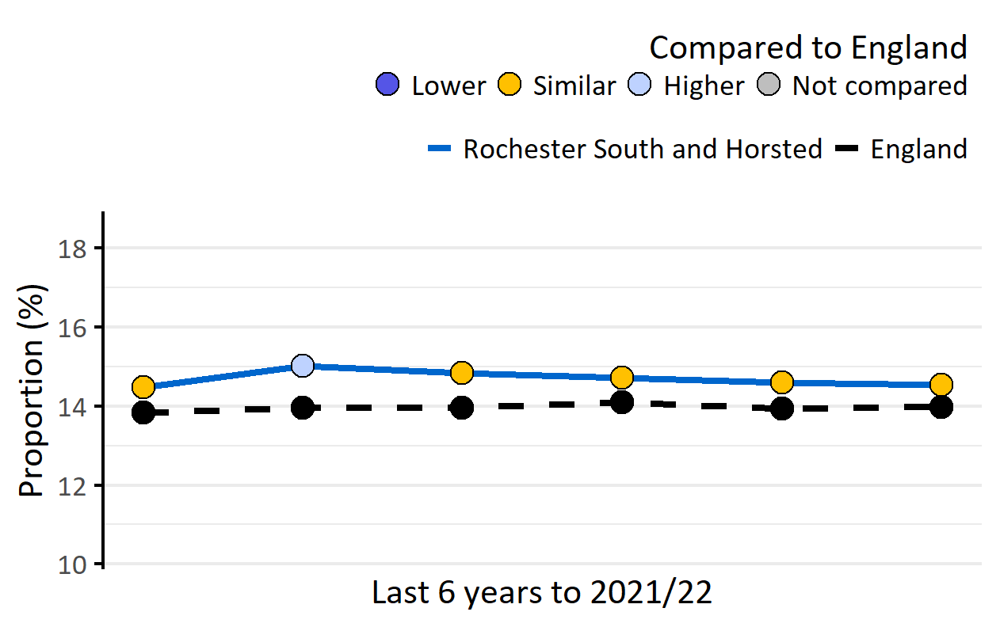 Compared to England
Lower Similar Higher Not compared
Rochester South and Horsted England
Proportion (%)
18
16
14
12
10
Last 6 years to 2021/22